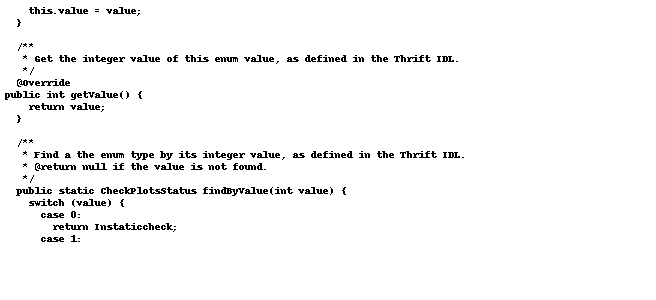 this.value = value;
}
/**
* Get the integer value of this enum value, as defined in the Thrift IDL.
*/
@Override
public int getValue() {
return value;
}
/**
* Find a the enum type by its integer value, as defined in the Thrift IDL.
* @return null if the value is not found.
*/
public static CheckPlotsStatus findByValue(int value) {
switch (value) {
case 0:
return Instaticcheck;
case 1: